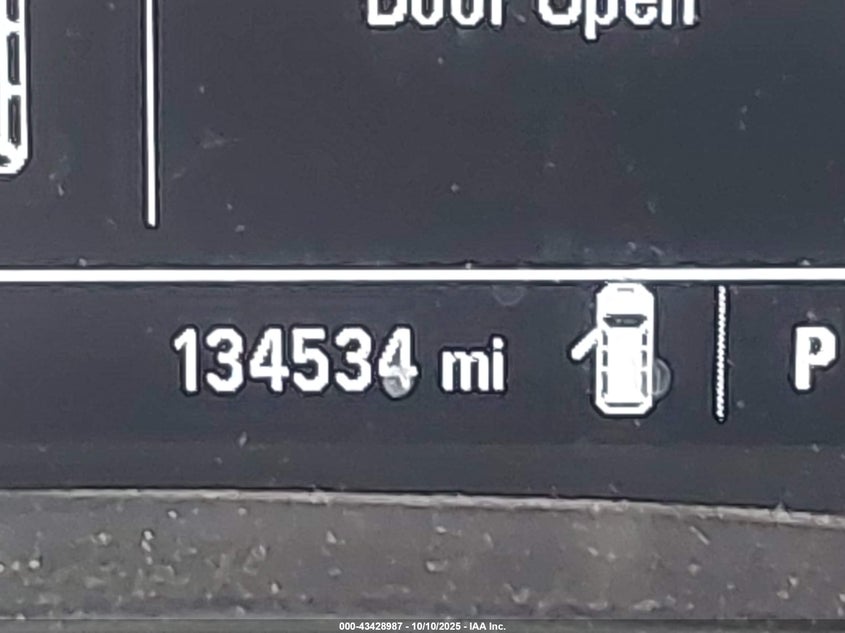 Door Open
134534 mi
P
000-43428987 - 10/10/2025 - IAA Inc.